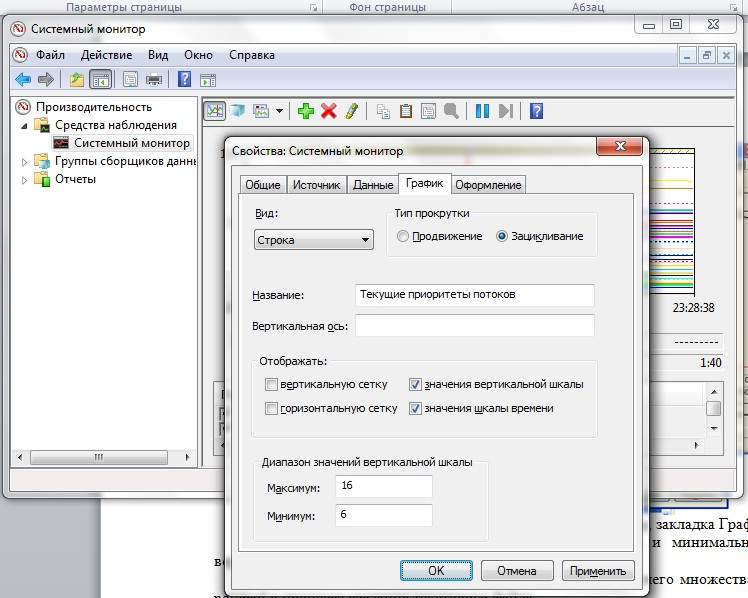 Параметры страницы Фон страницы Абзац
Системный монитор
Файл Действие Вид Окно Справка
Производительность
Средства наблюдения
Системный монитор
Группы сборщиков данн
Отчеты
Свойства: Системный монитор
Общие Источник Данные График Оформление
Вид:
Строка
Тип прокрутки
Продвижение Зацикливание
Название: Текущие приоритеты потоков
Вертикальная ось:
Отображать:
вертикальную сетку значения вертикальной шкалы
горизонтальную сетку значения шкалы времени
Диапазон значений вертикальной шкалы
Максимум: 16
Минимум: 6
OK Отмена Применить
23:28:38
---------
1:40
, закладка Граф
и минимальн
его множества